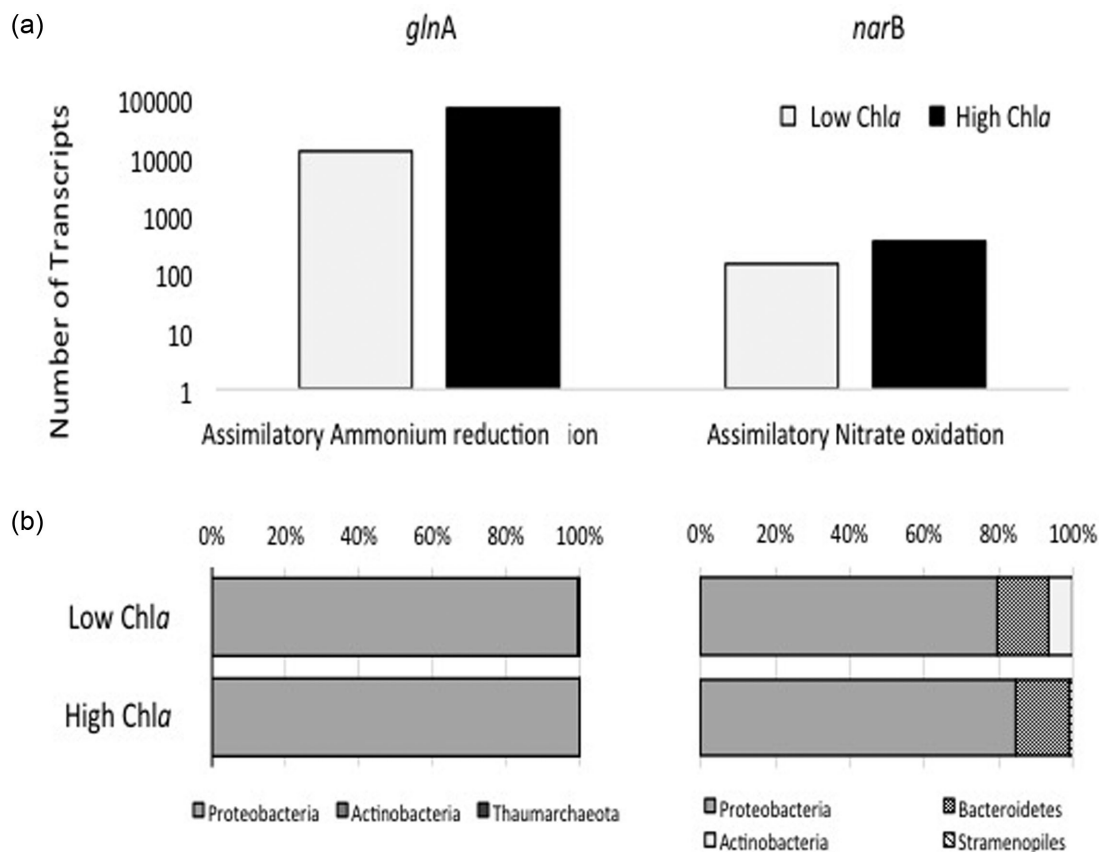 (a)
glnA
narB
Number of Transcripts
100000
10000
1000
100
10
1
Low Chla
High Chla
Assimilatory Ammonium reduction ion
Assimilatory Nitrate oxidation
(b)
0% 20% 40% 60% 80% 100%
0% 20% 40% 60% 80% 100%
Low Chla
High Chla
Proteobacteria Actinobacteria Thaumarchaeota
Proteobacteria Bacteroidetes
Actinobacteria Stramenopiles